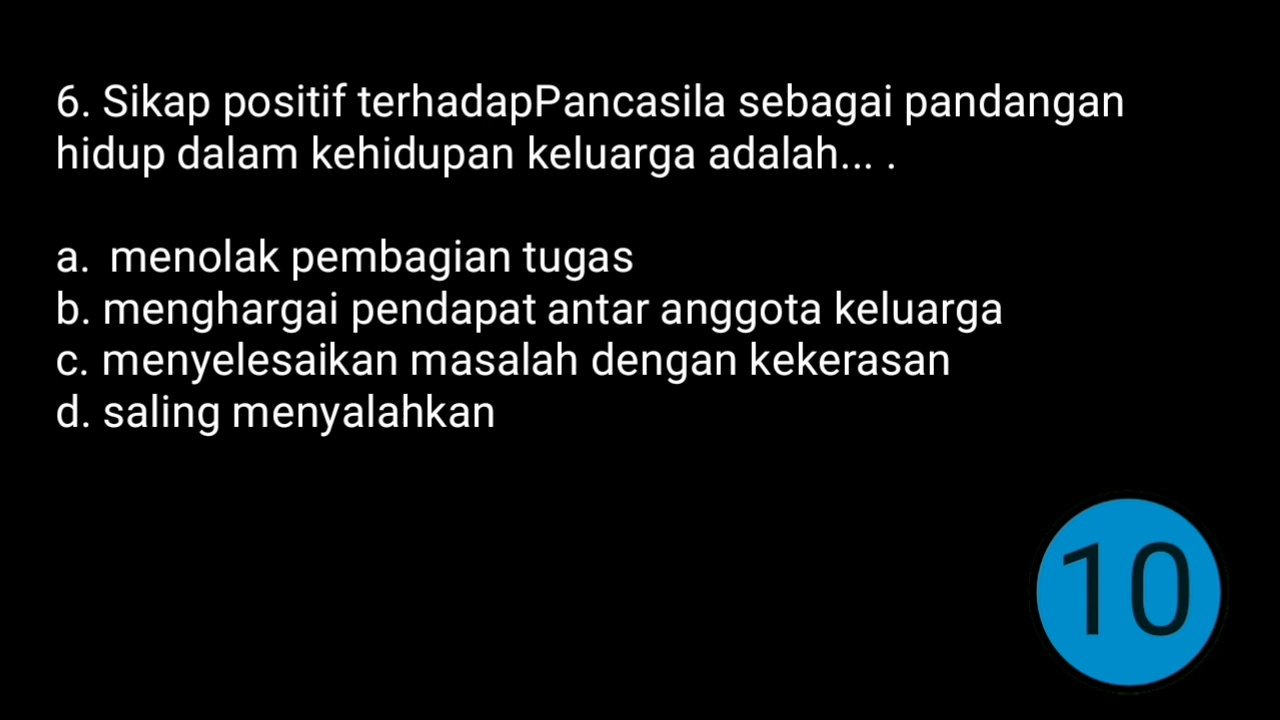 6. Sikap positif terhadapPancasila sebagai pandangan
hidup dalam kehidupan keluarga adalah... .
a. menolak pembagian tugas
b. menghargai pendapat antar anggota keluarga
c. menyelesaikan masalah dengan kekerasan
d. saling menyalahkan
10